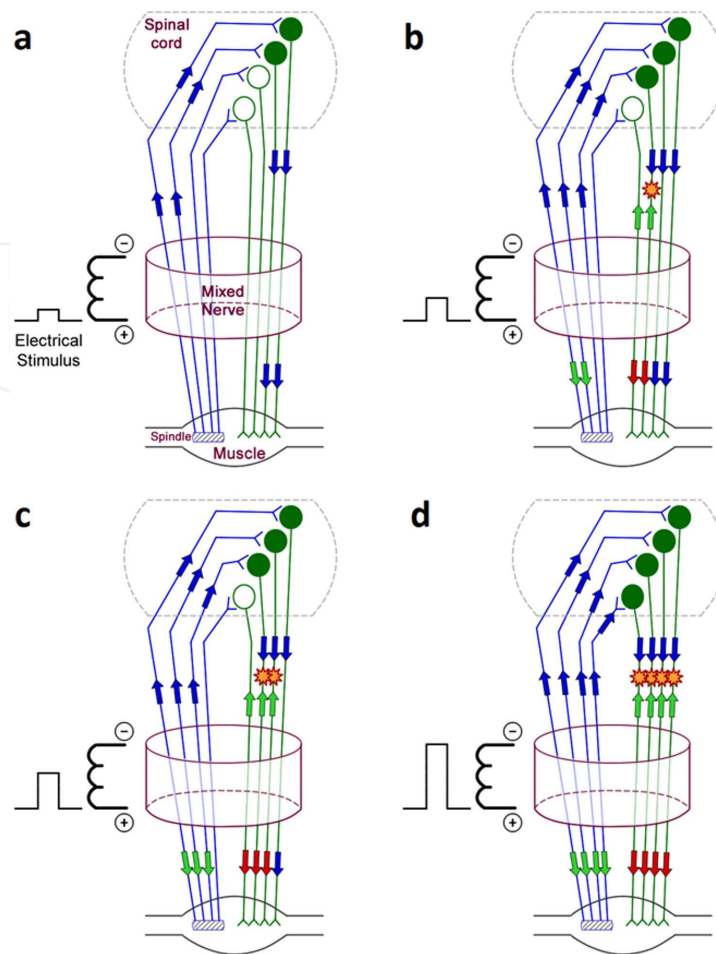 a
Spinal
cord
−
Mixed
Nerve
+
Electrical
Stimulus
Spindle
Muscle
b
−
+
c
−
+
d
−
+